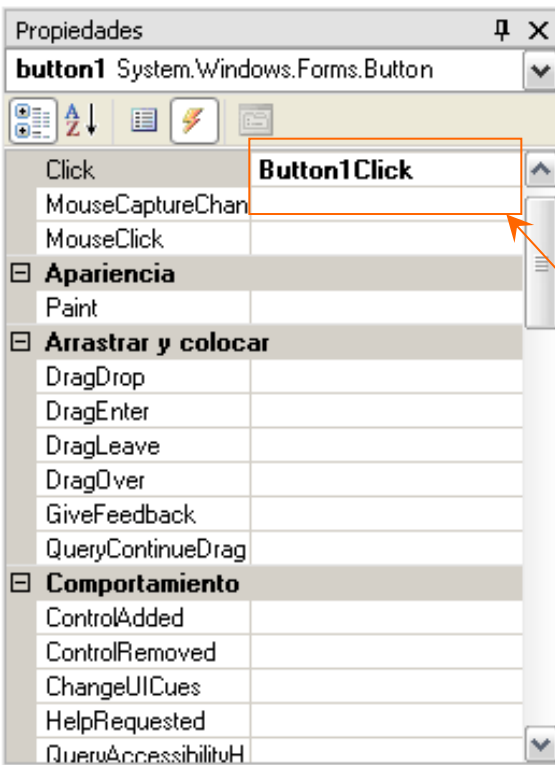 Propiedades
button1 System.Windows.Forms.Button
Click Button1Click
MouseCaptureChan
MouseClick
Apariencia
Paint
Arrastrar y colocar
DragDrop
DragEnter
DragLeave
DragOver
GiveFeedback
QueryContinueDrag
Comportamiento
ControlAdded
ControlRemoved
ChangeUICues
HelpRequested
QueryAccessibilityH